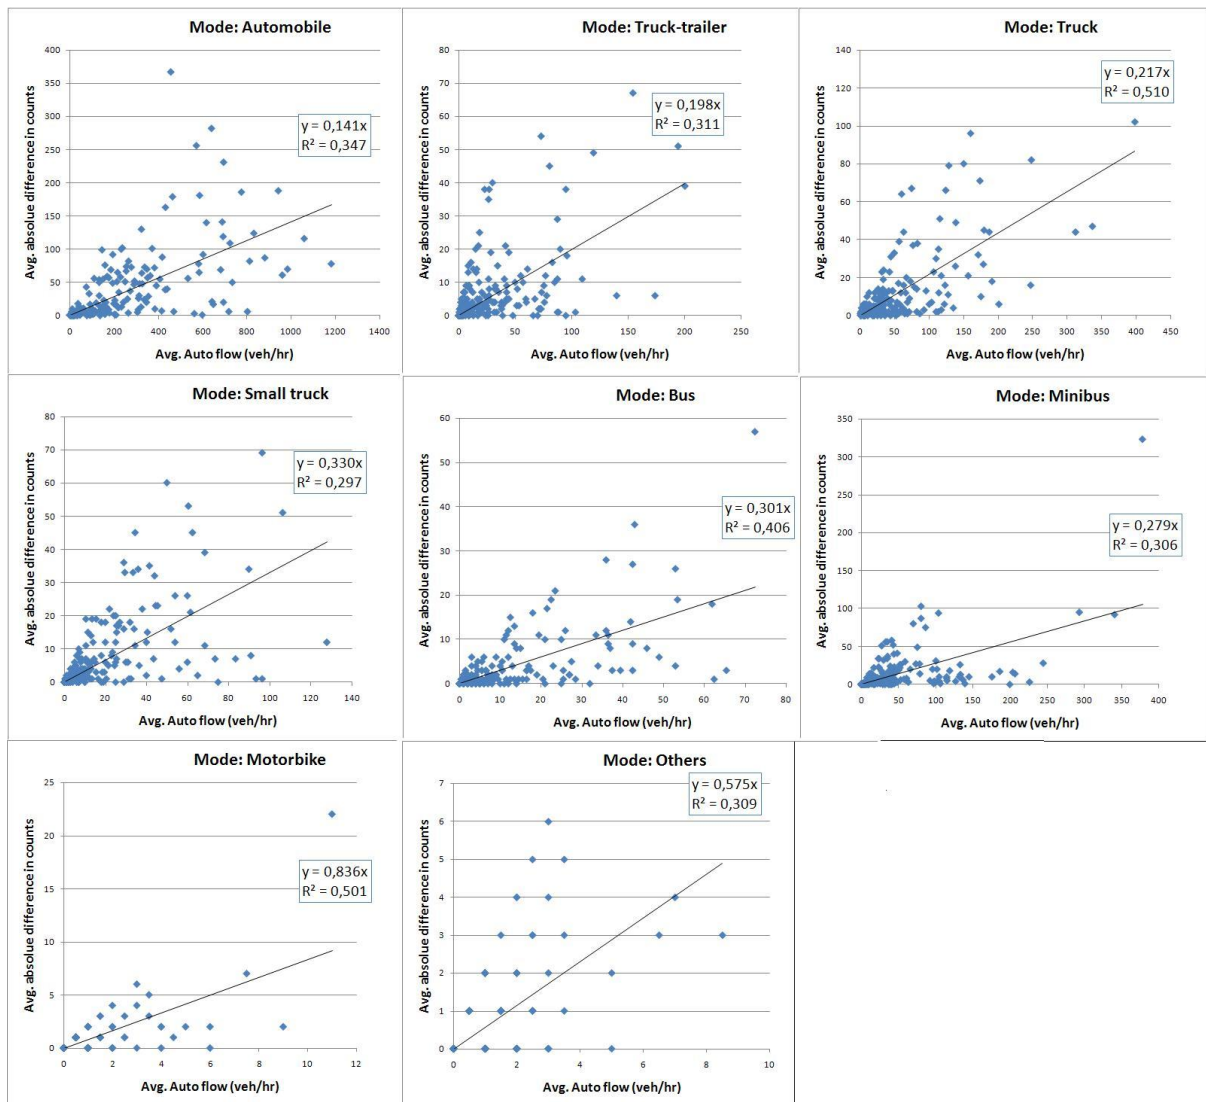 Mode: Automobile
400
350
300
250
200
150
100
50
0
0 200 400 600 800 1000 1200 1400
Avg. absolue difference in counts
Avg. Auto flow (veh/hr)
y = 0,141x
R² = 0,347
Mode: Truck-trailer
80
70
60
50
40
30
20
10
0
0 50 100 150 200 250
Avg. absolue difference in counts
Avg. Auto flow (veh/hr)
y = 0,198x
R² = 0,311
Mode: Truck
140
120
100
80
60
40
20
0
0 50 100 150 200 250 300 350 400 450
Avg. absolue difference in counts
Avg. Auto flow (veh/hr)
y = 0,217x
R² = 0,510
Mode: Small truck
80
70
60
50
40
30
20
10
0
0 20 40 60 80 100 120 140
Avg. absolue difference in counts
Avg. Auto flow (veh/hr)
y = 0,330x
R² = 0,297
Mode: Bus
60
50
40
30
20
10
0
0 10 20 30 40 50 60 70 80
Avg. absolue difference in counts
Avg. Auto flow (veh/hr)
y = 0,301x
R² = 0,406
Mode: Minibus
350
300
250
200
150
100
50
0
0 50 100 150 200 250 300 350 400
Avg. absolue difference in counts
Avg. Auto flow (veh/hr)
y = 0,279x
R² = 0,306
Mode: Motorbike
25
20
15
10
5
0
0 2 4 6 8 10 12
Avg. absolue difference in counts
Avg. Auto flow (veh/hr)
y = 0,836x
R² = 0,501
Mode: Others
7
6
5
4
3
2
1
0
0 2 4 6 8 10
Avg. absolue difference in counts
Avg. Auto flow (veh/hr)
y = 0,575x
R² = 0,309